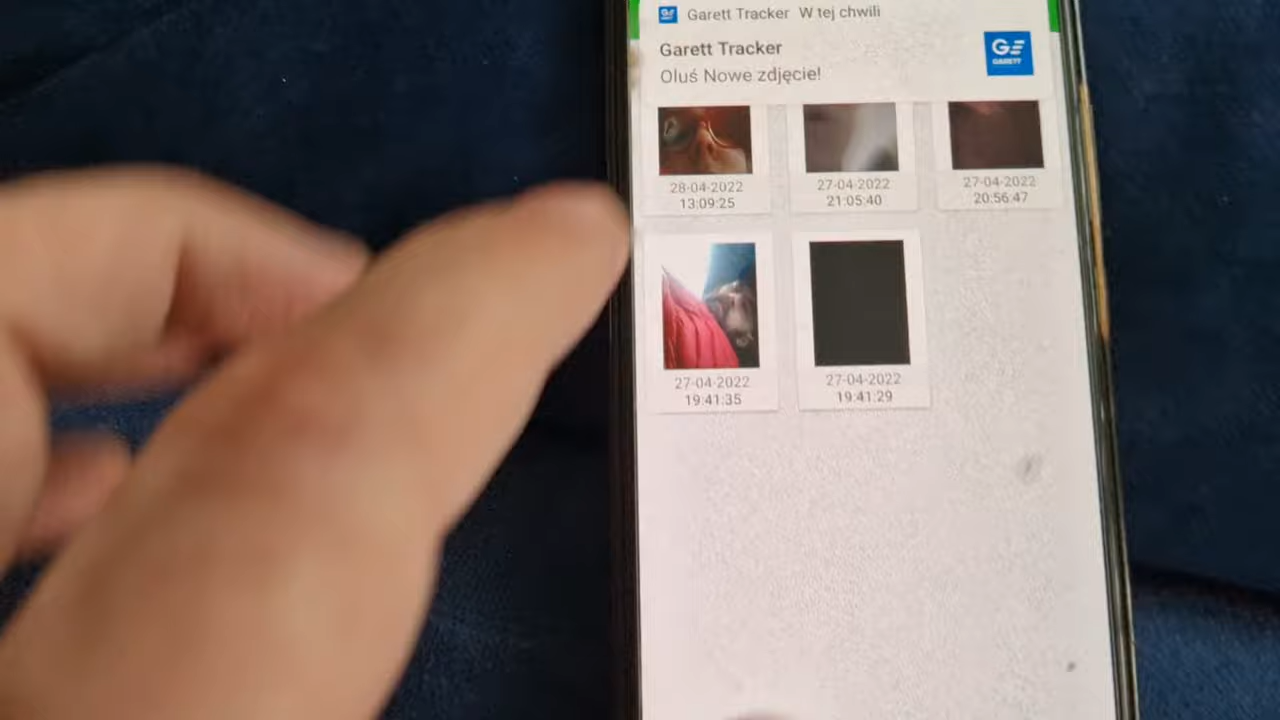 Garett Tracker W tej chwili
Garett Tracker
Oluś Nowe zdjęcie!
GE
GARETT
28-04-2022
13:09:25
27-04-2022
21:05:40
27-04-2022
20:56:47
27-04-2022
19:41:35
27-04-2022
19:41:29